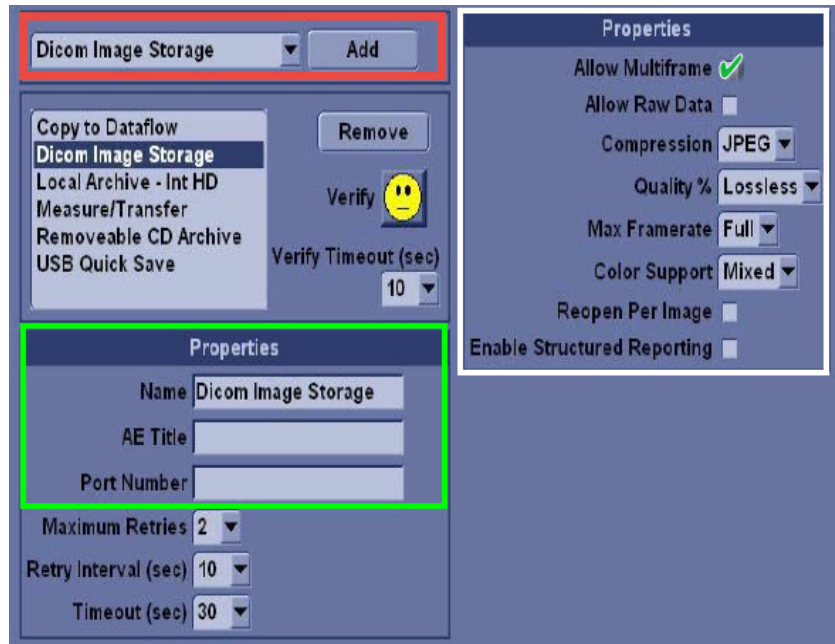 Dicom Image Storage
Add
Copy to Dataflow
Dicom Image Storage
Local Archive - Int HD
Measure/Transfer
Removeable CD Archive
USB Quick Save
Remove
Verify
Verify Timeout (sec)
10
Properties
Name Dicom Image Storage
AE Title
Port Number
Maximum Retries 2
Retry Interval (sec) 10
Timeout (sec) 30
Properties
Allow Multiframe
Allow Raw Data
Compression JPEG
Quality % Lossless
Max Framerate Full
Color Support Mixed
Reopen Per Image
Enable Structured Reporting